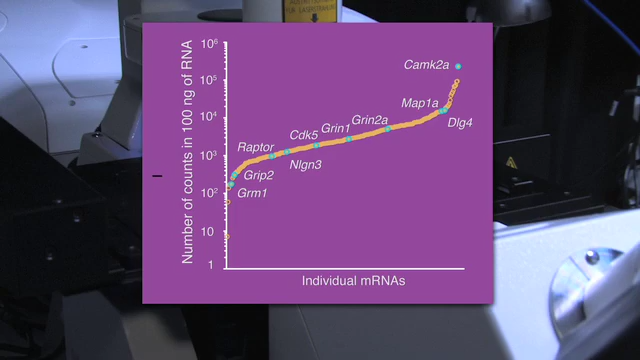 Number of counts in 100 ng of RNA
10⁶
10⁵
10⁴
10³
10²
10
1
Camk2a
Map1a
Dlg4
Grin2a
Grin1
Cdk5
Nlgn3
Raptor
Grip2
Grm1
Individual mRNAs